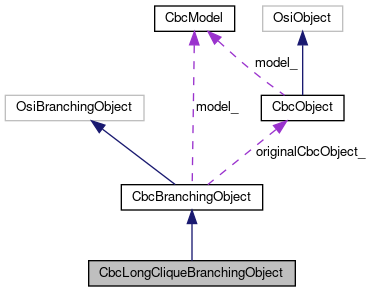 CbcModel
OsiObject
model_
OsiBranchingObject
model_
CbcObject
originalCbcObject_
CbcBranchingObject
CbcLongCliqueBranchingObject